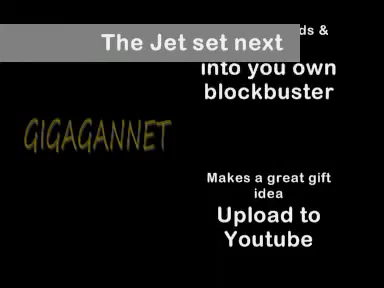 ds &
The Jet set next
into you own
blockbuster
GIGAGANNET
Makes a great gift
idea
Upload to
Youtube